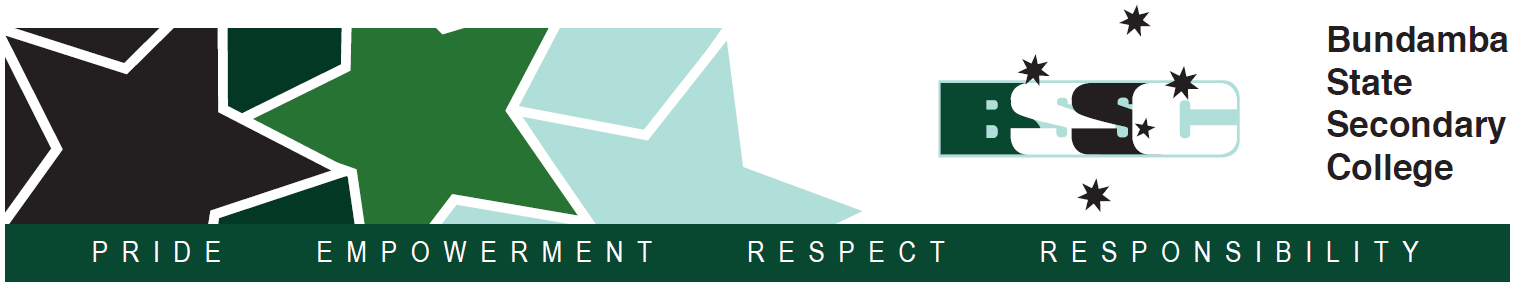 BSSC
Bundamba
State
Secondary
College
PRIDE EMPOWERMENT RESPECT RESPONSIBILITY